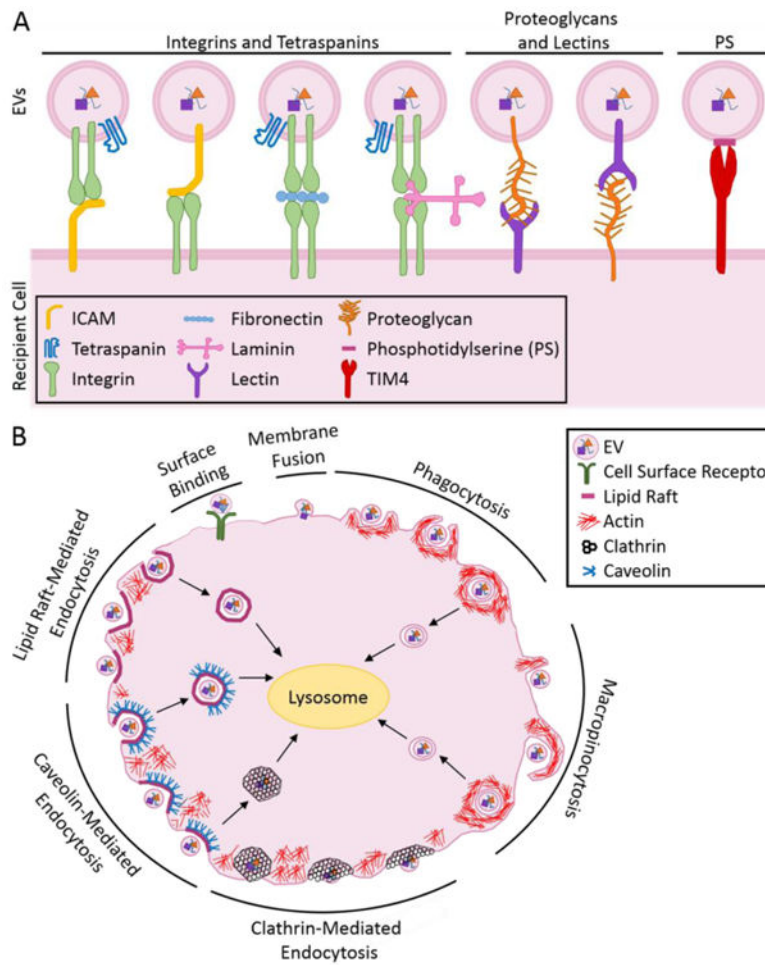 A
Integrins and Tetraspanins
Proteoglycans
and Lectins
PS
EVs
Recipient Cell
ICAM
Fibronectin
Proteoglycan
Tetraspanin
Laminin
Phosphotidylserine (PS)
Integrin
Lectin
TIM4
B
Surface
Binding
Membrane
Fusion
Phagocytosis
Lipid Raft-Mediated
Endocytosis
Lysosome
Macropinocytosis
Caveolin-Mediated
Endocytosis
Clathrin-Mediated
Endocytosis
EV
Cell Surface Recepto
Lipid Raft
Actin
Clathrin
Caveolin